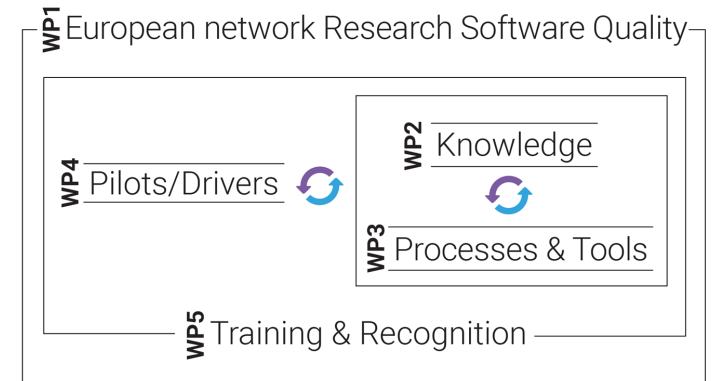 WP1 European network Research Software Quality
WP2 Knowledge
WP4 Pilots/Drivers
WP3 Processes & Tools
WP5 Training & Recognition